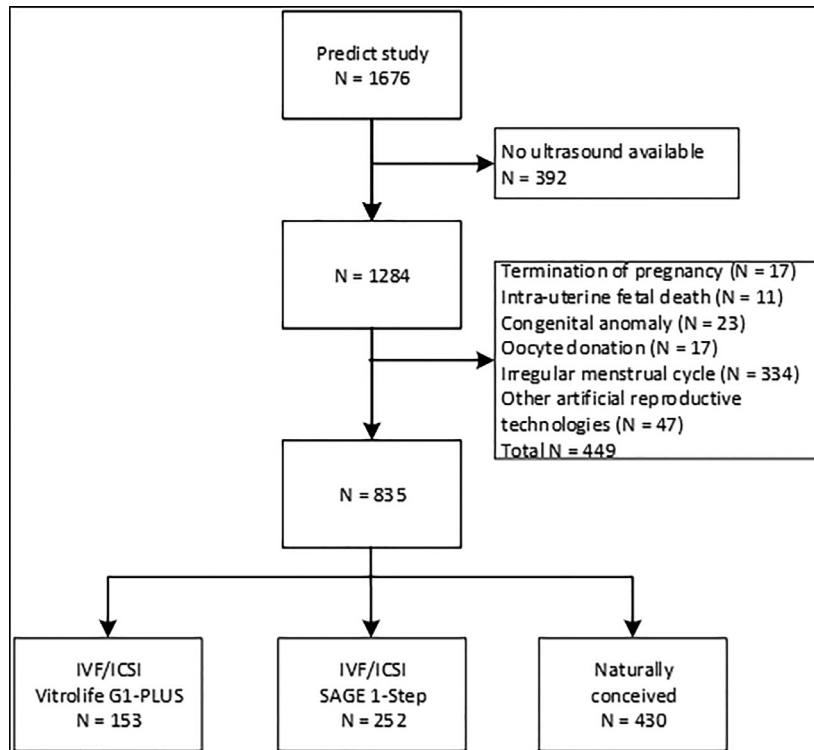 Predict study
N = 1676
No ultrasound available
N = 392
N = 1284
Termination of pregnancy (N = 17)
Intra-uterine fetal death (N = 11)
Congenital anomaly (N = 23)
Oocyte donation (N = 17)
Irregular menstrual cycle (N = 334)
Other artificial reproductive
technologies (N = 47)
Total N = 449
N = 835
IVF/ICSI
Vitrolife G1-PLUS
N = 153
IVF/ICSI
SAGE 1-Step
N = 252
Naturally
conceived
N = 430